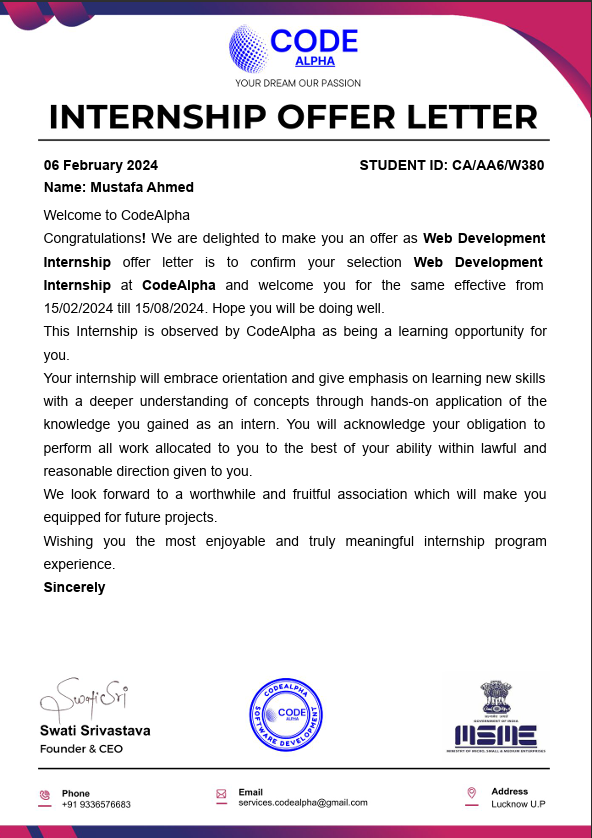 CODE
ALPHA
YOUR DREAM OUR PASSION
INTERNSHIP OFFER LETTER
06 February 2024 STUDENT ID: CA/AA6/W380
Name: Mustafa Ahmed
Welcome to CodeAlpha
Congratulations! We are delighted to make you an offer as Web Development
Internship offer letter is to confirm your selection Web Development
Internship at CodeAlpha and welcome you for the same effective from
15/02/2024 till 15/08/2024. Hope you will be doing well.
This Internship is observed by CodeAlpha as being a learning opportunity for
you.
Your internship will embrace orientation and give emphasis on learning new skills
with a deeper understanding of concepts through hands-on application of the
knowledge you gained as an intern. You will acknowledge your obligation to
perform all work allocated to you to the best of your ability within lawful and
reasonable direction given to you.
We look forward to a worthwhile and fruitful association which will make you
equipped for future projects.
Wishing you the most enjoyable and truly meaningful internship program
experience.
Sincerely
Swati Sri
Swati Srivastava
Founder & CEO
CODEALPHA
CODE
ALPHA
SOFTWARE DEVELOPMENT
GOVERNMENT OF INDIA
MSME
MINISTRY OF MICRO, SMALL & MEDIUM ENTERPRISES
Phone
+91 9336576683
Email
services.codealpha@gmail.com
Address
Lucknow U.P